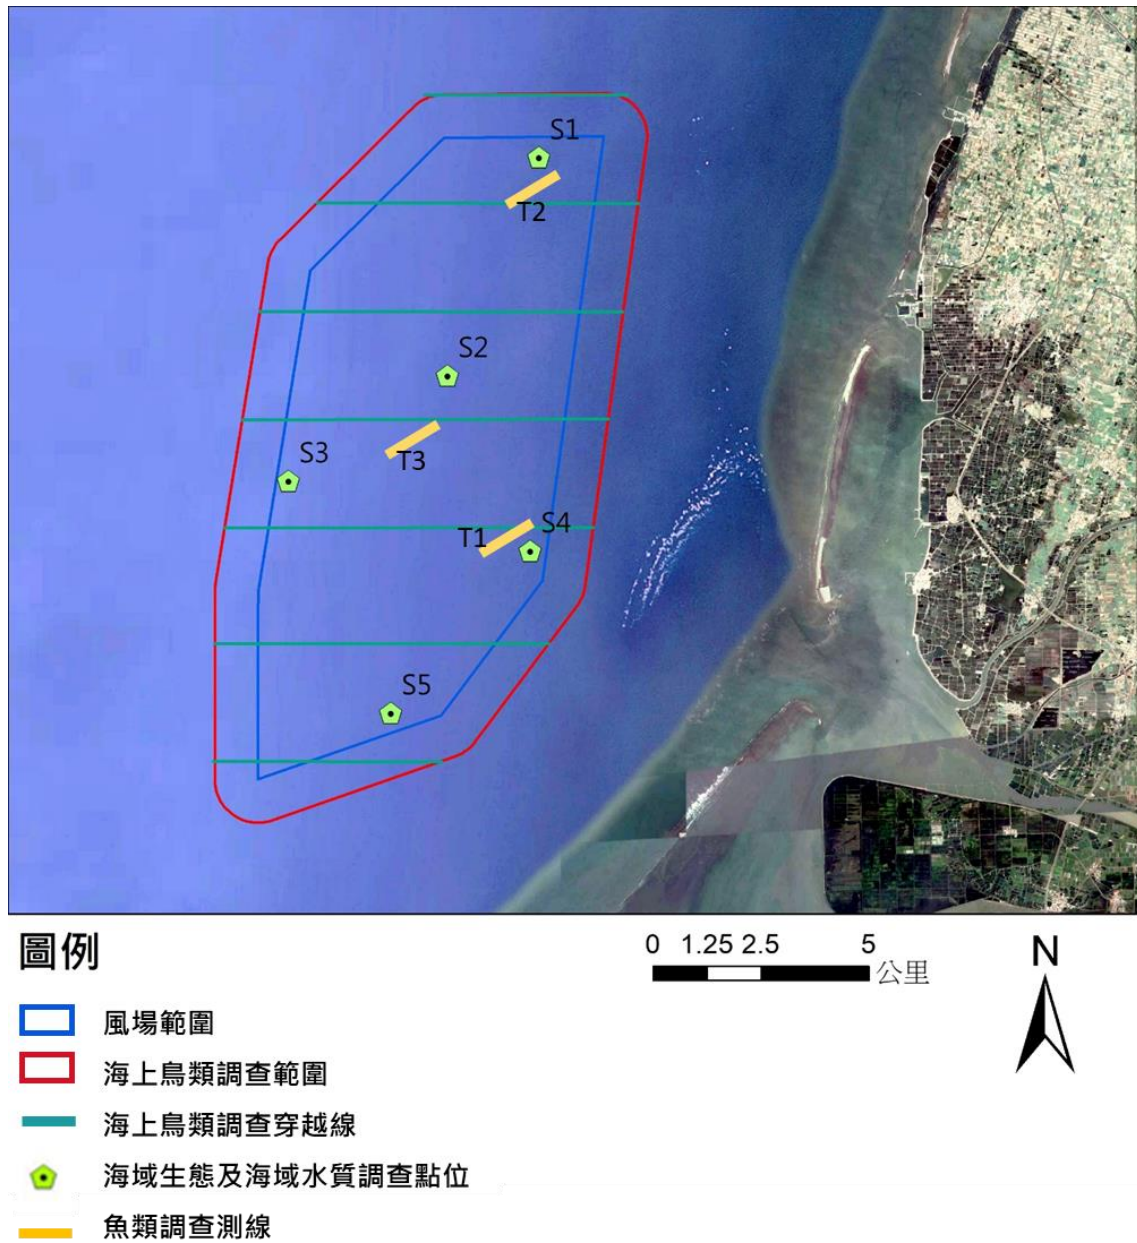 S1
T2
S2
S3
T3
T1
S4
S5
圖例
0 1.25 2.5 5
公里
N
風場範圍
海上鳥類調查範圍
海上鳥類調查穿越線
海域生態及海域水質調查點位
魚類調查測線